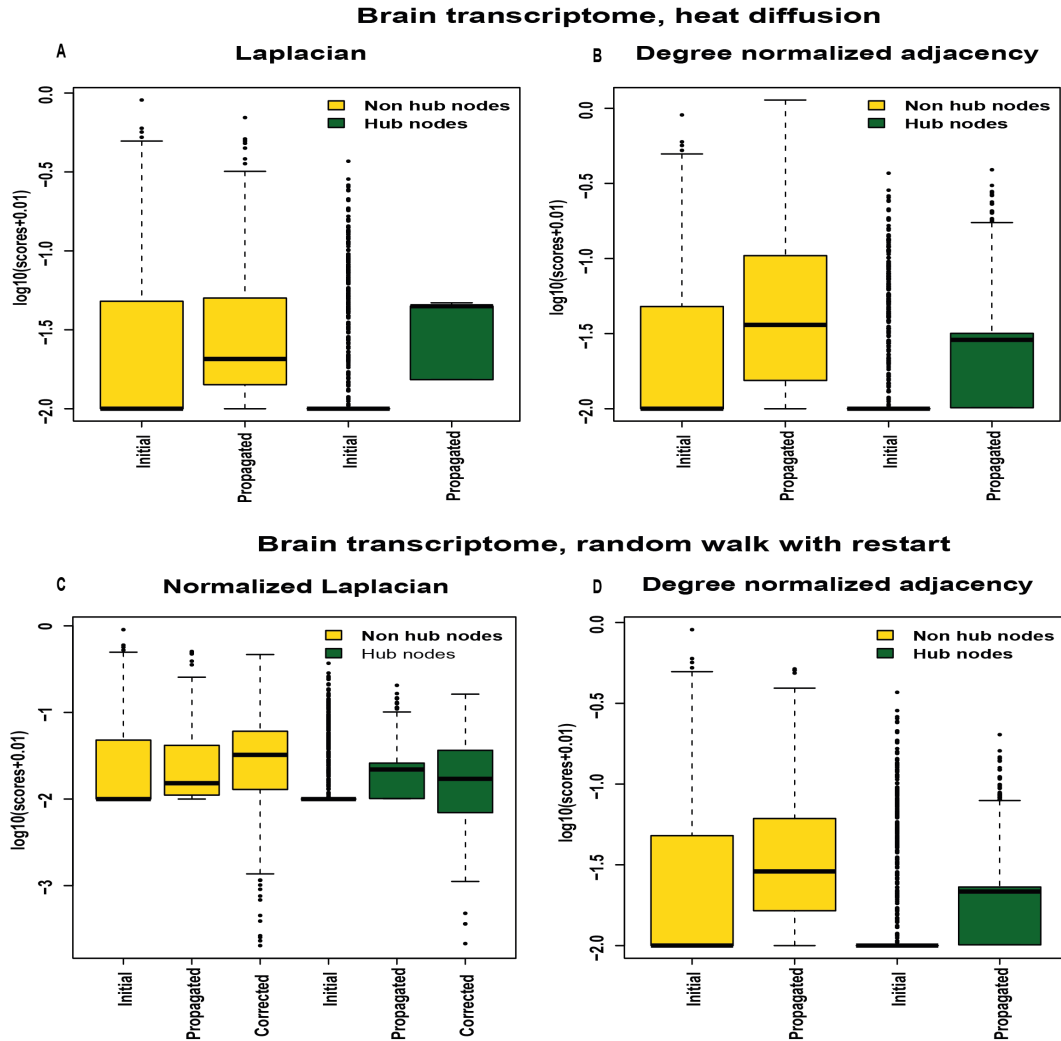 Brain transcriptome, heat diffusion
A
Laplacian
B
Degree normalized adjacency
Non hub nodes
Hub nodes
log10(scores+0.01)
0.0
−0.5
−1.0
−1.5
−2.0
Initial
Propagated
Initial
Propagated
Non hub nodes
Hub nodes
log10(scores+0.01)
0.0
−0.5
−1.0
−1.5
−2.0
Initial
Propagated
Initial
Propagated
Brain transcriptome, random walk with restart
C
Normalized Laplacian
D
Degree normalized adjacency
Non hub nodes
Hub nodes
log10(scores+0.01)
0
−1
−2
−3
Initial
Propagated
Corrected
Initial
Propagated
Corrected
Non hub nodes
Hub nodes
log10(scores+0.01)
0.0
−0.5
−1.0
−1.5
−2.0
Initial
Propagated
Initial
Propagated